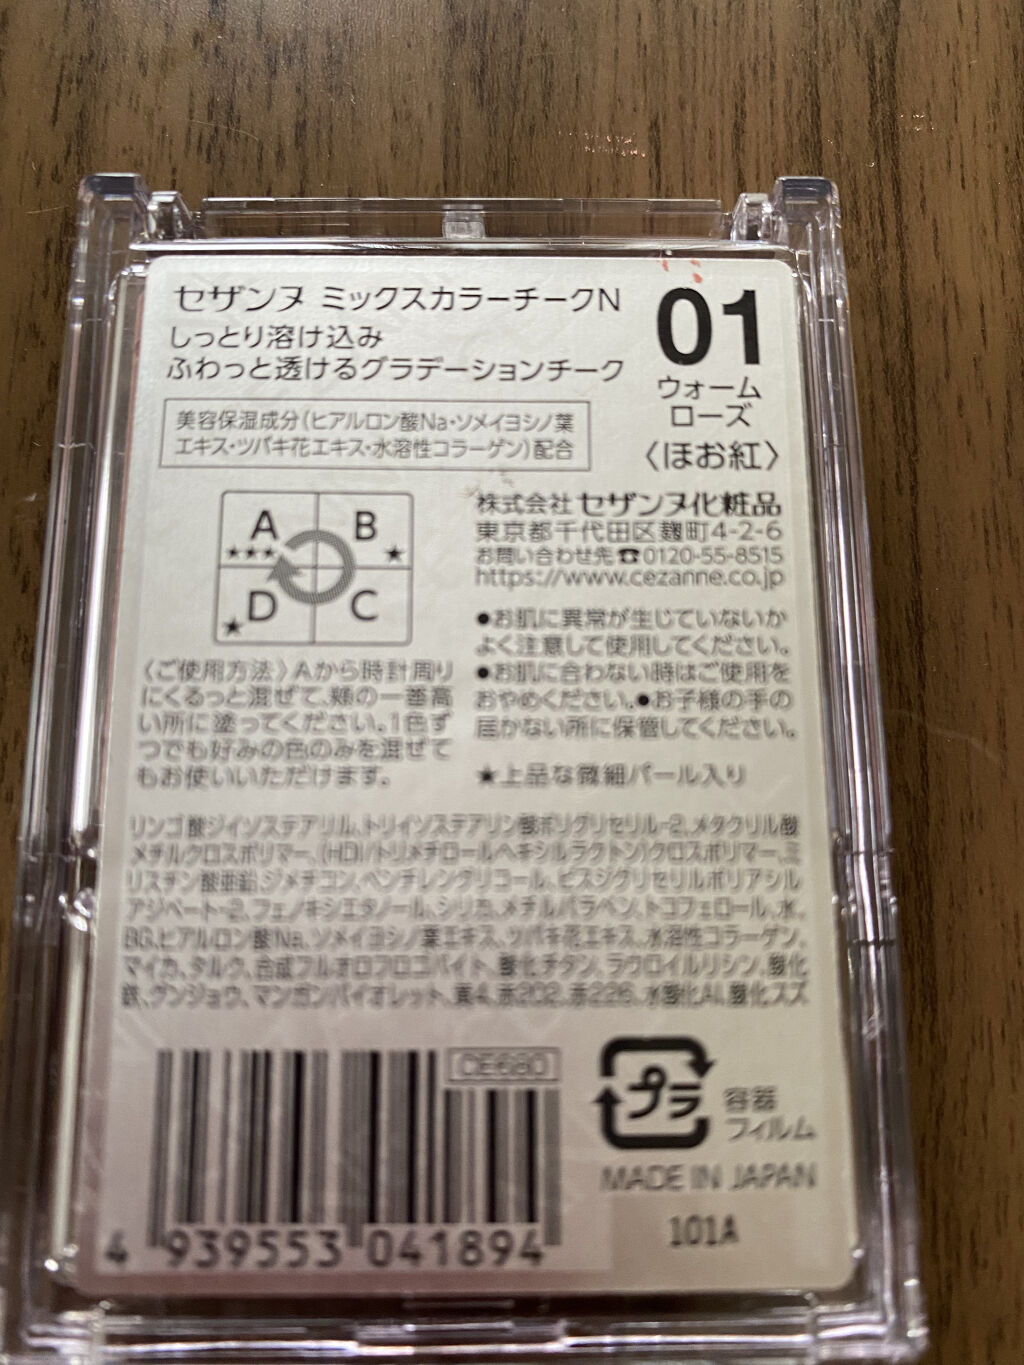 セザンヌ ミックスカラーチークN
しっとり溶け込み
ふわっと透けるグラデーションチーク
01
ウォーム
ローズ
〈ほお紅〉
美容保湿成分(ヒアルロン酸Na・ソメイヨシノ葉
エキス・ツバキ花エキス・水溶性コラーゲン)配合
A
★★★
B
★
D
★
C
株式会社 セザンヌ化粧品
東京都千代田区麹町4-2-6
お問い合わせ先☎0120-55-8515
https://www.cezanne.co.jp
●お肌に異常が生じていないか
よく注意して使用してください。
●お肌に合わない時はご使用を
おやめください。●お子様の手の
届かない所に保管してください。
★上品な微細パール入り
〈ご使用方法〉Aから時計周り
にくるっと混ぜて、頬の一番高
い所に塗ってください。1色ず
つでも好みの色のみを混ぜて
もお使いいただけます。
リンゴ酸ジイソステアリル、トリイソステアリン酸ポリグリセリル-2、メタクリル酸
メチルクロスポリマー、(HDI/トリメチロールヘキシルラクトン)クロスポリマー、ミ
リスチン酸亜鉛、ジメチコン、ペンチレングリコール、ビスジグリセリルポリアシル
アジペート-2、フェノキシエタノール、シリカ、メチルパラベン、トコフェロール、水、
BG、ヒアルロン酸Na、ソメイヨシノ葉エキス、ツバキ花エキス、水溶性コラーゲン、
マイカ、タルク、合成フルオロフロゴパイト、酸化チタン、ラウロイルリシン、酸化
鉄、グンジョウ、マンガンバイオレット、黄4、赤202、赤226、水酸化Al、酸化スズ
CE680
4 939553 041894
プラ
容器
フィルム
MADE IN JAPAN
101A